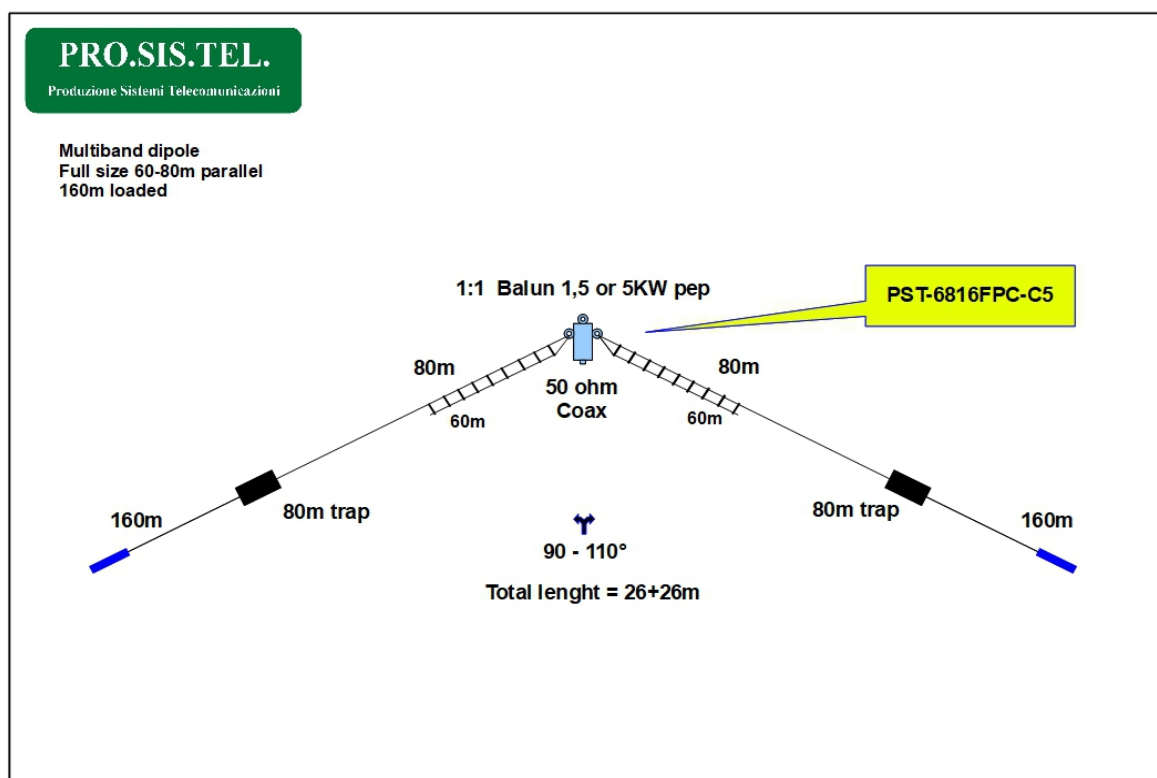 PRO.SIS.TEL.
Produzione Sistemi Telecomunicazioni
Multiband dipole
Full size 60-80m parallel
160m loaded
1:1 Balun 1,5 or 5KW pep
PST-6816FPC-C5
80m
60m
50 ohm
Coax
80m
60m
160m
80m trap
80m trap
160m
90 - 110°
Total lenght = 26+26m